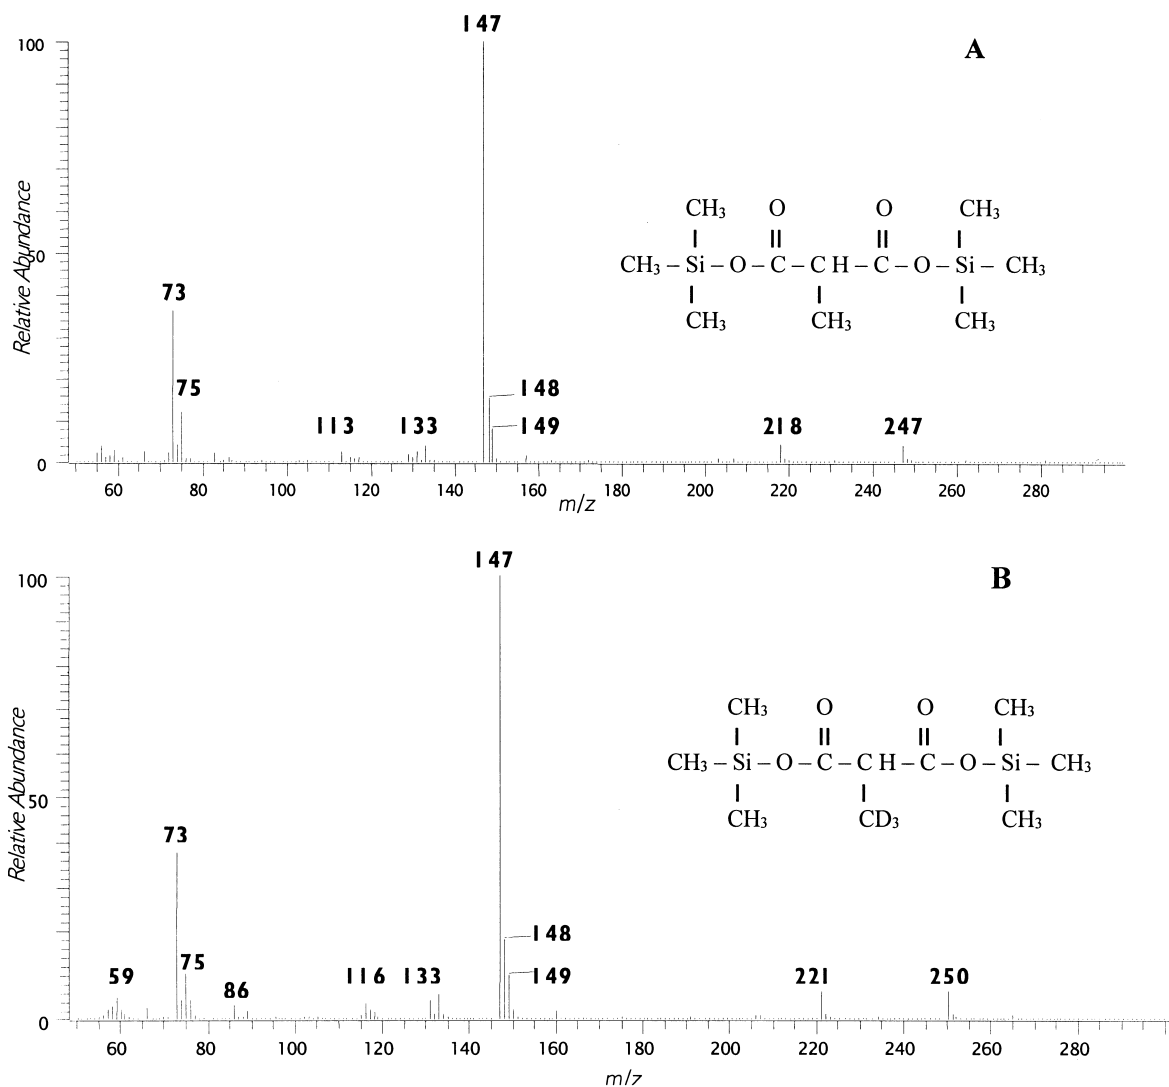 147
A
100
CH3 O O CH3
Relative Abundance
50
CH3 – Si – O – C – CH – C – O – Si – CH3
73
CH3 CH3 CH3
75
148
113 133 149 218 247
0
60 80 100 120 140 160 180 200 220 240 260 280
m/z
147
B
100
CH3 O O CH3
Relative Abundance
CH3 – Si – O – C – CH – C – O – Si – CH3
50
CH3 CD3 CH3
73
148
75
59 86 116 133 149 221 250
0
60 80 100 120 140 160 180 200 220 240 260 280
m/z